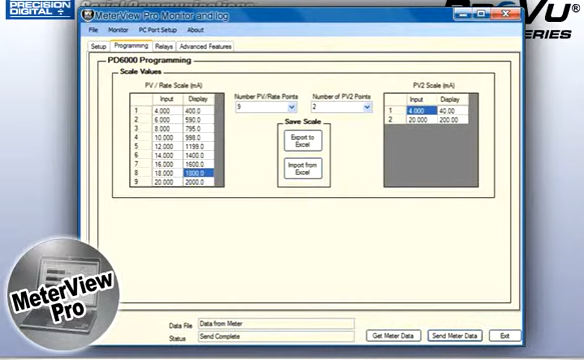 PRECISION
DIGITAL
Serial Communications
PROVU®
SERIES
MeterView Pro Monitor and log
File Monitor PC Port Setup About
Setup Programming Relays Advanced Features
PD6000 Programming
Scale Values
PV / Rate Scale (mA)
Input Display
1 4.000 400.0
2 6.000 590.0
3 8.000 795.0
4 10.000 998.0
5 12.000 1199.0
6 14.000 1400.0
7 16.000 1600.0
8 18.000 1800.0
9 20.000 2000.0
Number PV/Rate Points
9
Number of PV2 Points
2
Save Scale
Export to
Excel
Import from
Excel
PV2 Scale (mA)
Input Display
1 4.000 40.00
2 20.000 200.00
MeterView
Pro
Data File Data from Meter
Status Send Complete
Get Meter Data Send Meter Data Exit